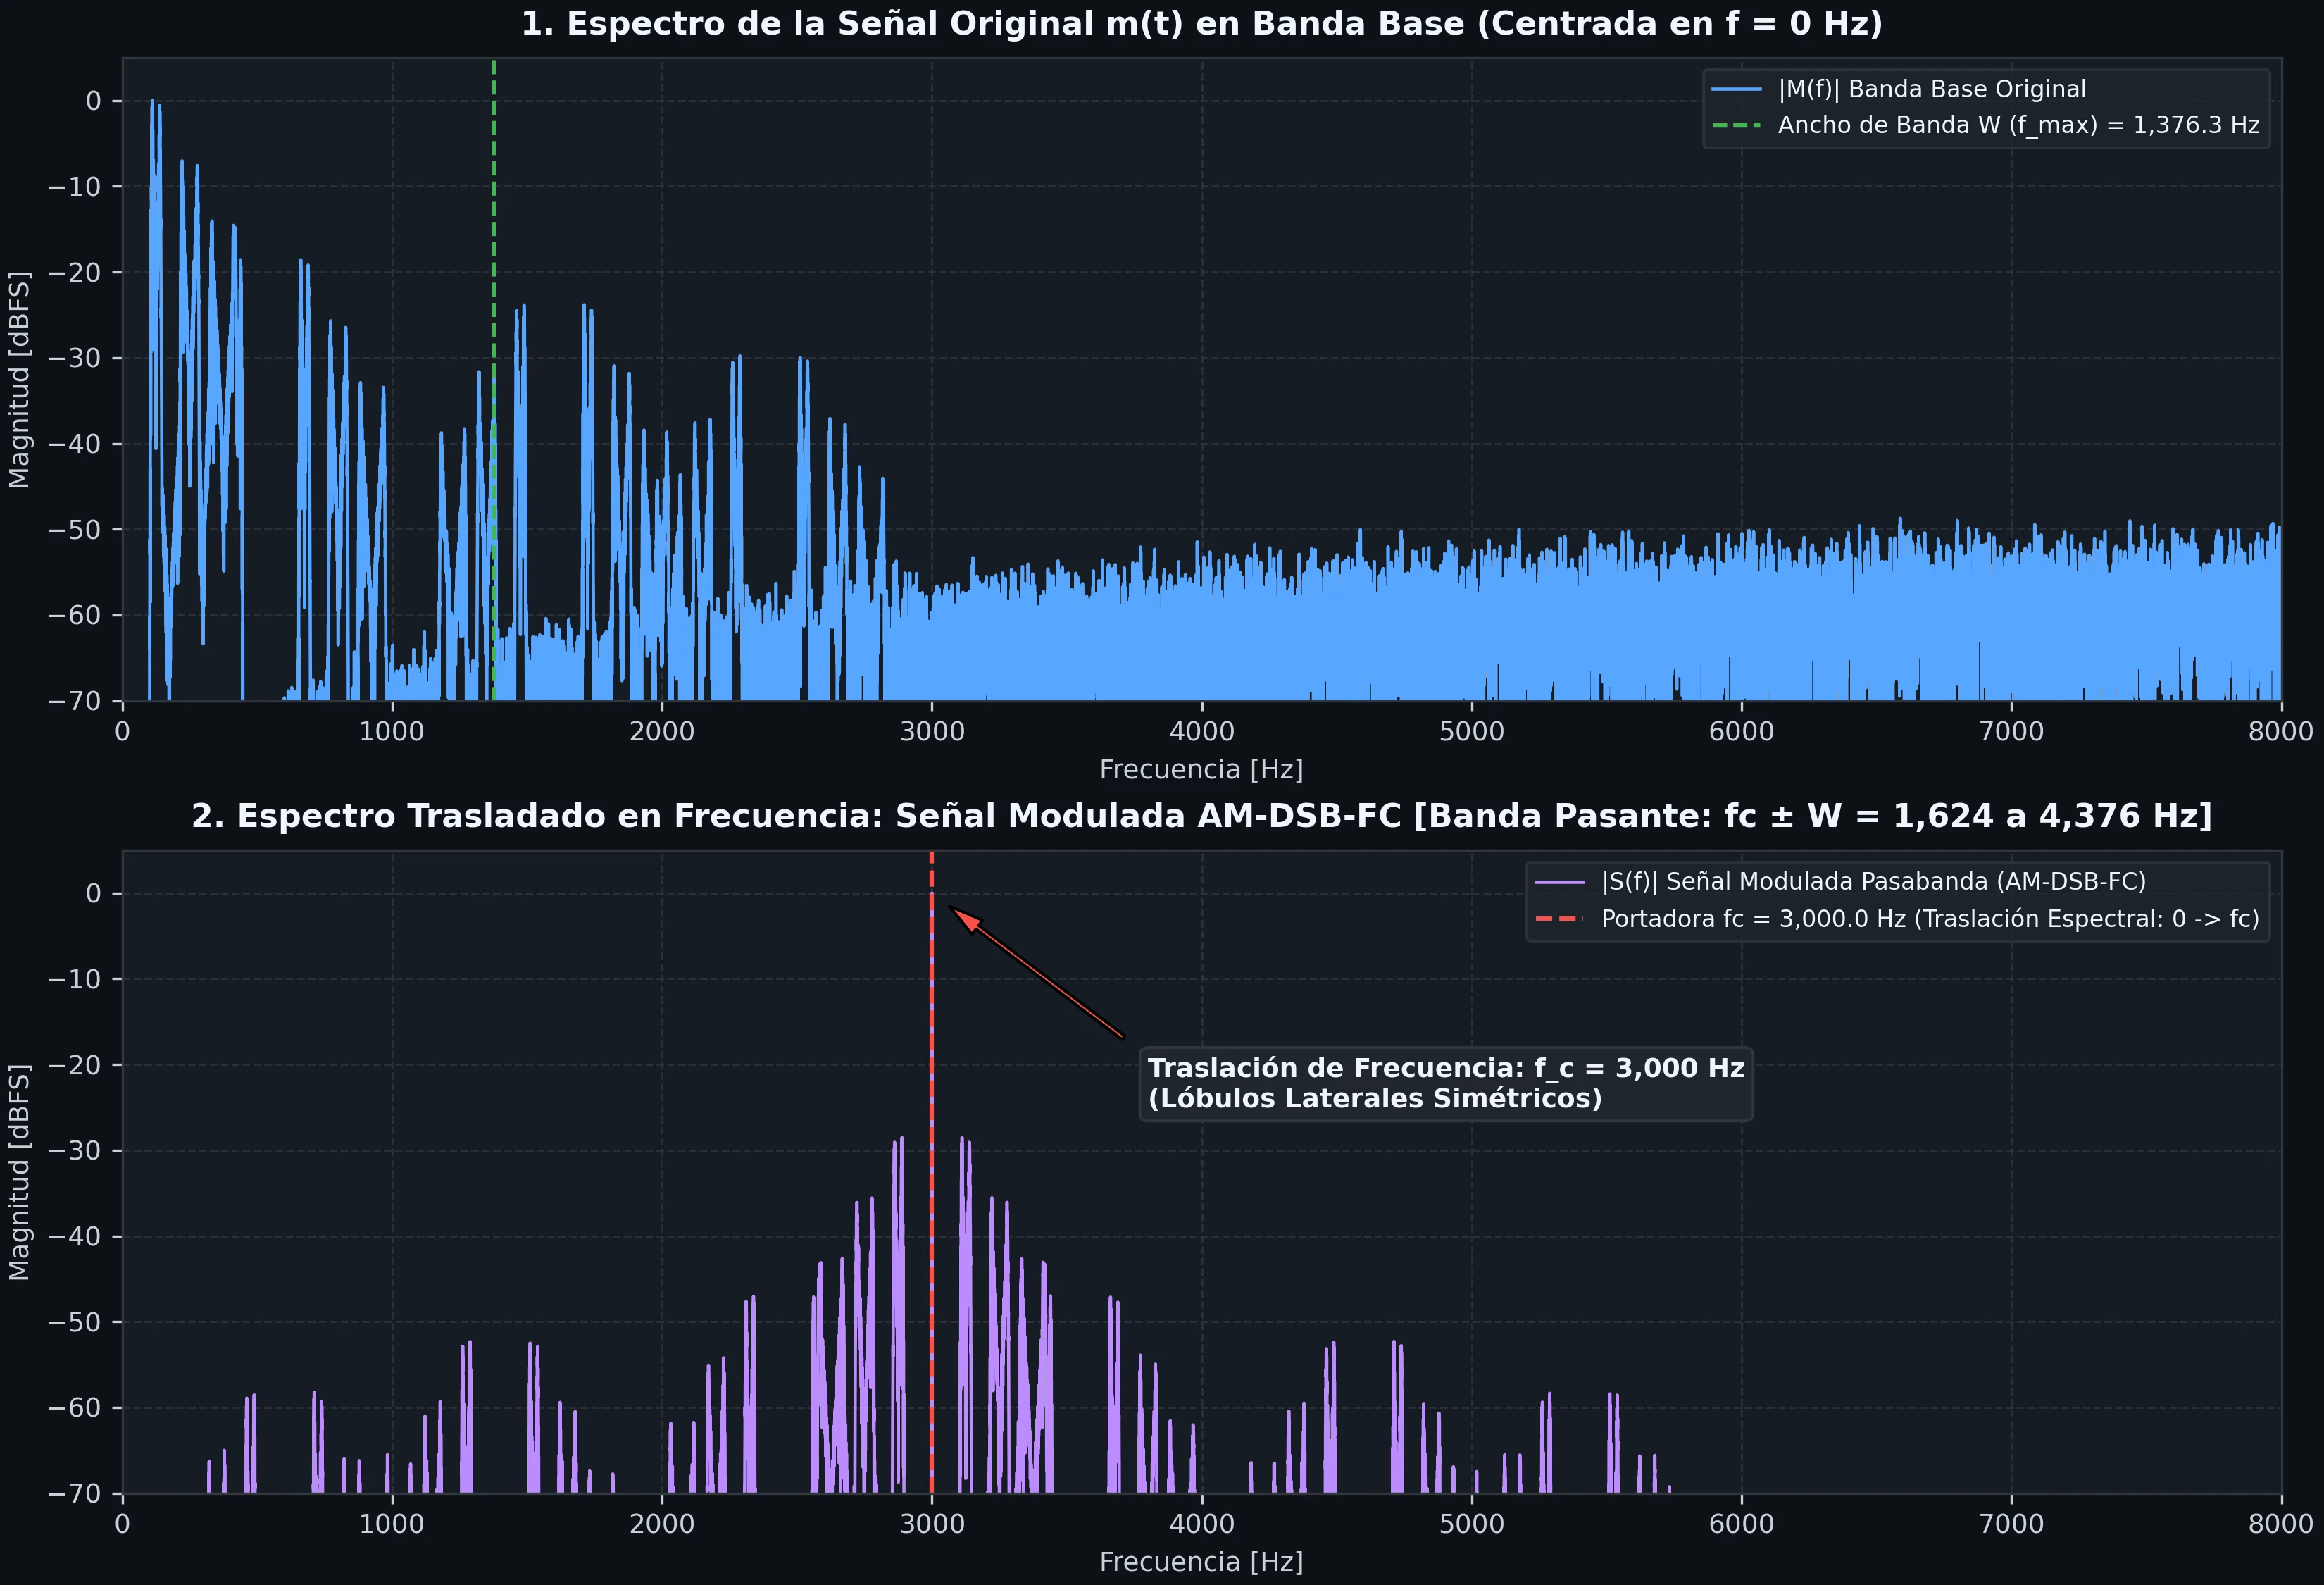 1. Espectro de la Señal Original m(t) en Banda Base (Centrada en f = 0 Hz)
|M(f)| Banda Base Original
Ancho de Banda W (f_max) = 1,376.3 Hz
Magnitud [dBFS]
0
−10
−20
−30
−40
−50
−60
−70
0 1000 2000 3000 4000 5000 6000 7000 8000
Frecuencia [Hz]
2. Espectro Trasladado en Frecuencia: Señal Modulada AM-DSB-FC [Banda Pasante: fc ± W = 1,624 a 4,376 Hz]
|S(f)| Señal Modulada Pasabanda (AM-DSB-FC)
Portadora fc = 3,000.0 Hz (Traslación Espectral: 0 -> fc)
Traslación de Frecuencia: f_c = 3,000 Hz
(Lóbulos Laterales Simétricos)
Magnitud [dBFS]
0
−10
−20
−30
−40
−50
−60
−70
0 1000 2000 3000 4000 5000 6000 7000 8000
Frecuencia [Hz]